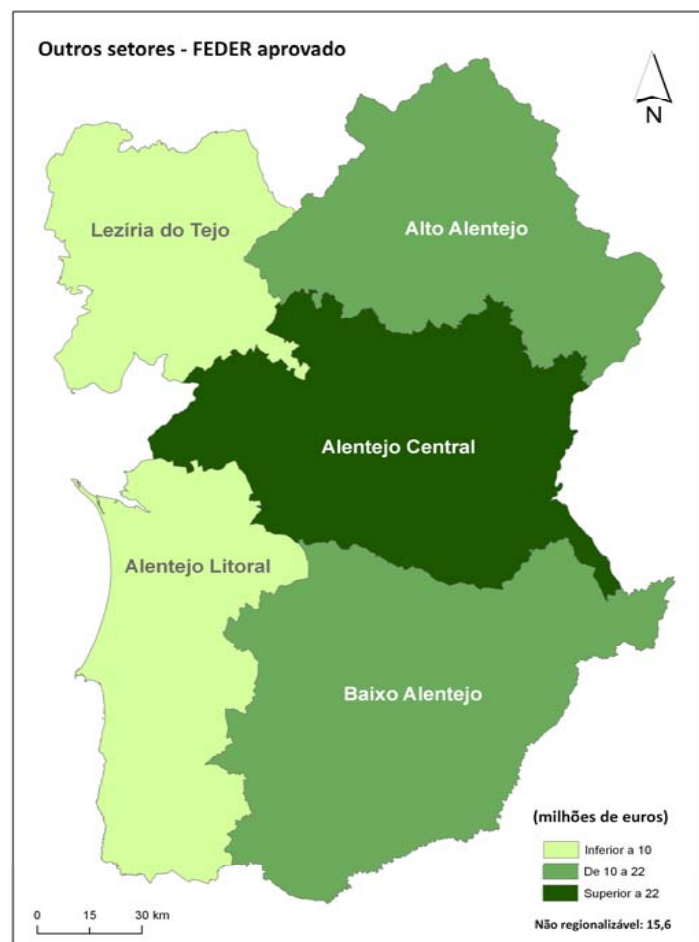 Outros setores - FEDER aprovado
N
Lezíria do Tejo
Alto Alentejo
Alentejo Central
Alentejo Litoral
Baixo Alentejo
(milhões de euros)
Inferior a 10
De 10 a 22
Superior a 22
0 15 30 km
Não regionalizável: 15,6